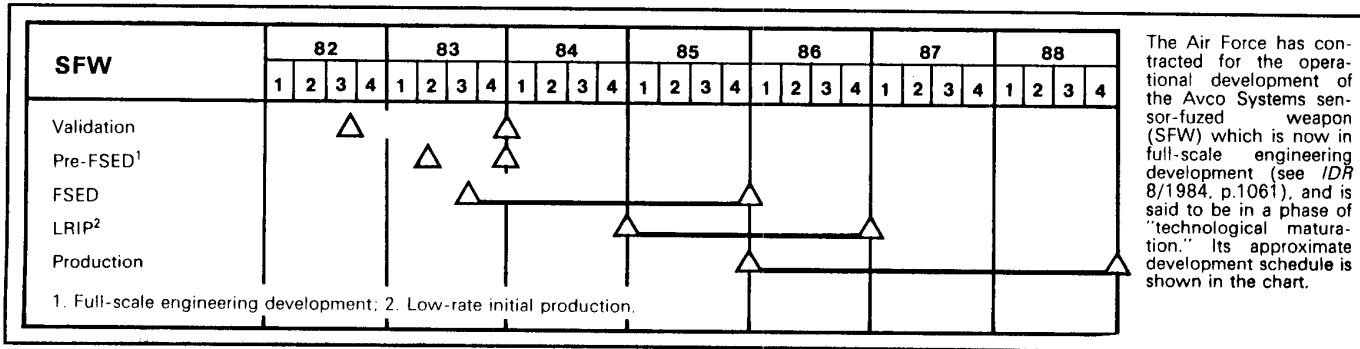 SFW
82 83 84 85 86 87 88
1 2 3 4 1 2 3 4 1 2 3 4 1 2 3 4 1 2 3 4 1 2 3 4 1 2 3 4
Validation
Pre-FSED¹
FSED
LRIP²
Production
1. Full-scale engineering development; 2. Low-rate initial production.
The Air Force has con-
tracted for the opera-
tional development of
the Avco Systems sen-
sor-fuzed weapon
(SFW) which is now in
full-scale engineering
development (see IDR
8/1984, p.1061), and is
said to be in a phase of
"technological matura-
tion." Its approximate
development schedule is
shown in the chart.